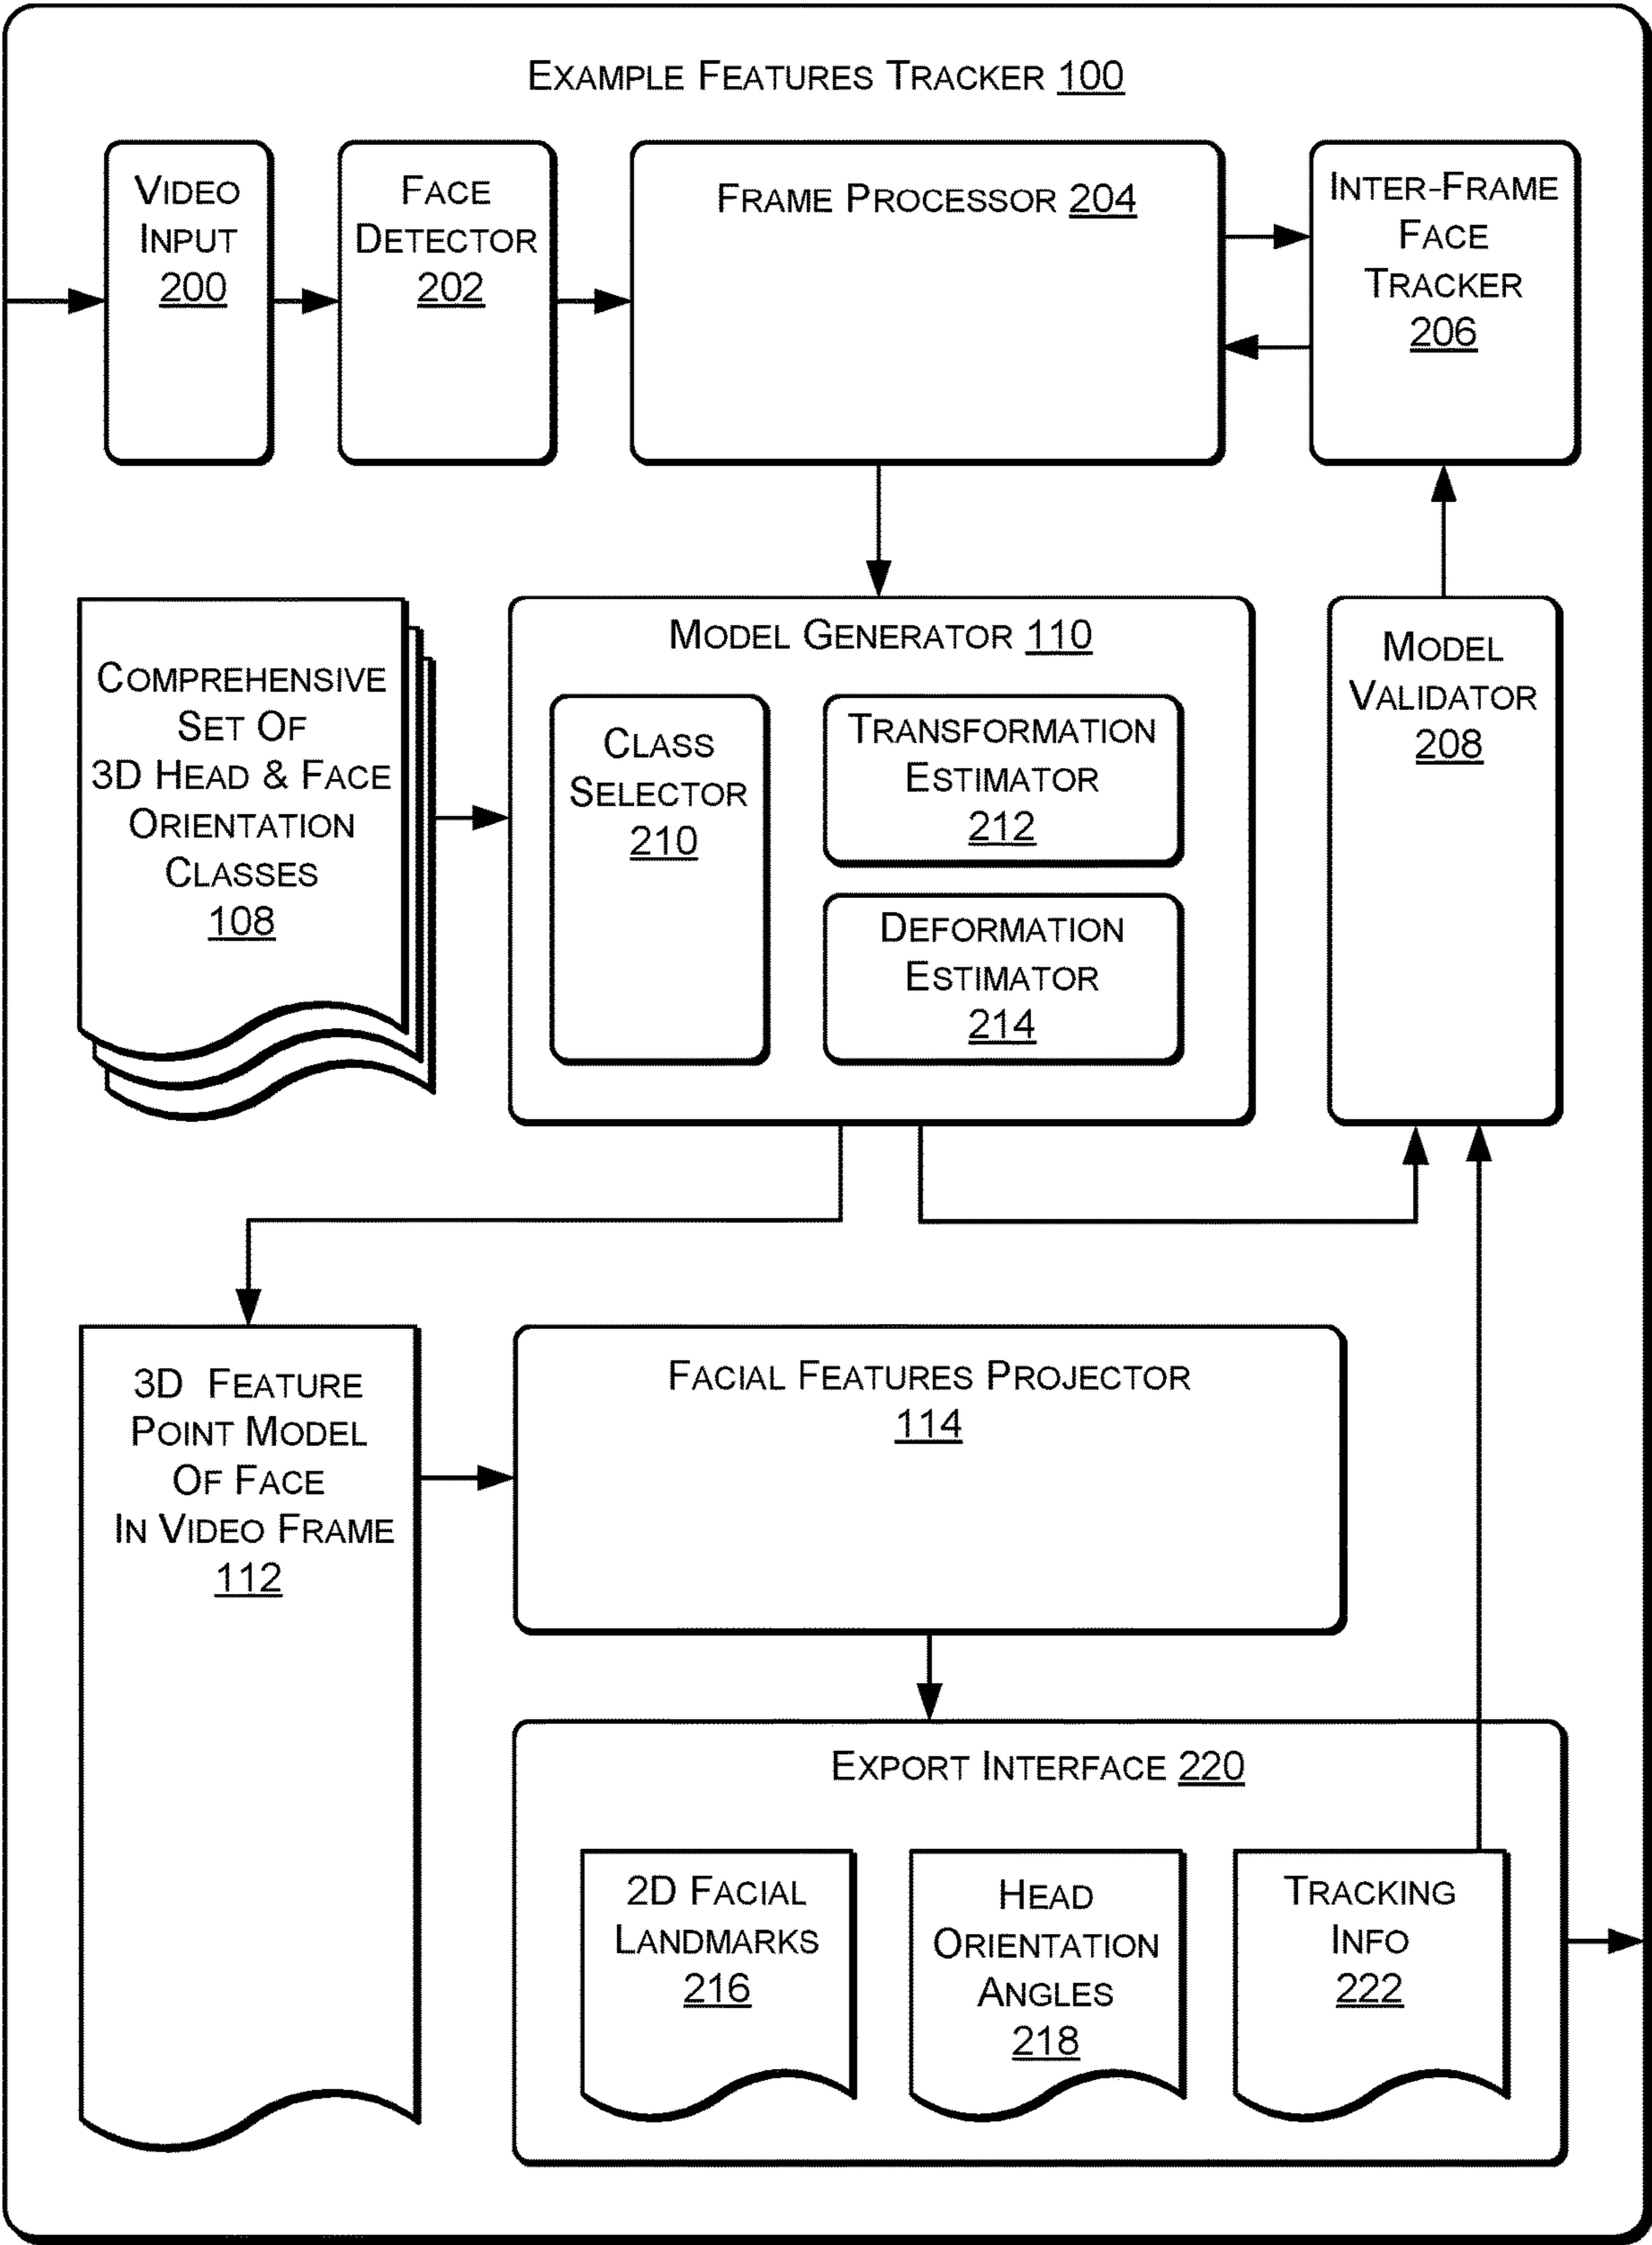 EXAMPLE FEATURES TRACKER 100
VIDEO
INPUT
200
FACE
DETECTOR
202
FRAME PROCESSOR 204
INTER-FRAME
FACE
TRACKER
206
COMPREHENSIVE
SET OF
3D HEAD & FACE
ORIENTATION
CLASSES
108
MODEL GENERATOR 110
CLASS
SELECTOR
210
TRANSFORMATION
ESTIMATOR
212
DEFORMATION
ESTIMATOR
214
MODEL
VALIDATOR
208
3D FEATURE
POINT MODEL
OF FACE
IN VIDEO FRAME
112
FACIAL FEATURES PROJECTOR
114
EXPORT INTERFACE 220
2D FACIAL
LANDMARKS
216
HEAD
ORIENTATION
ANGLES
218
TRACKING
INFO
222